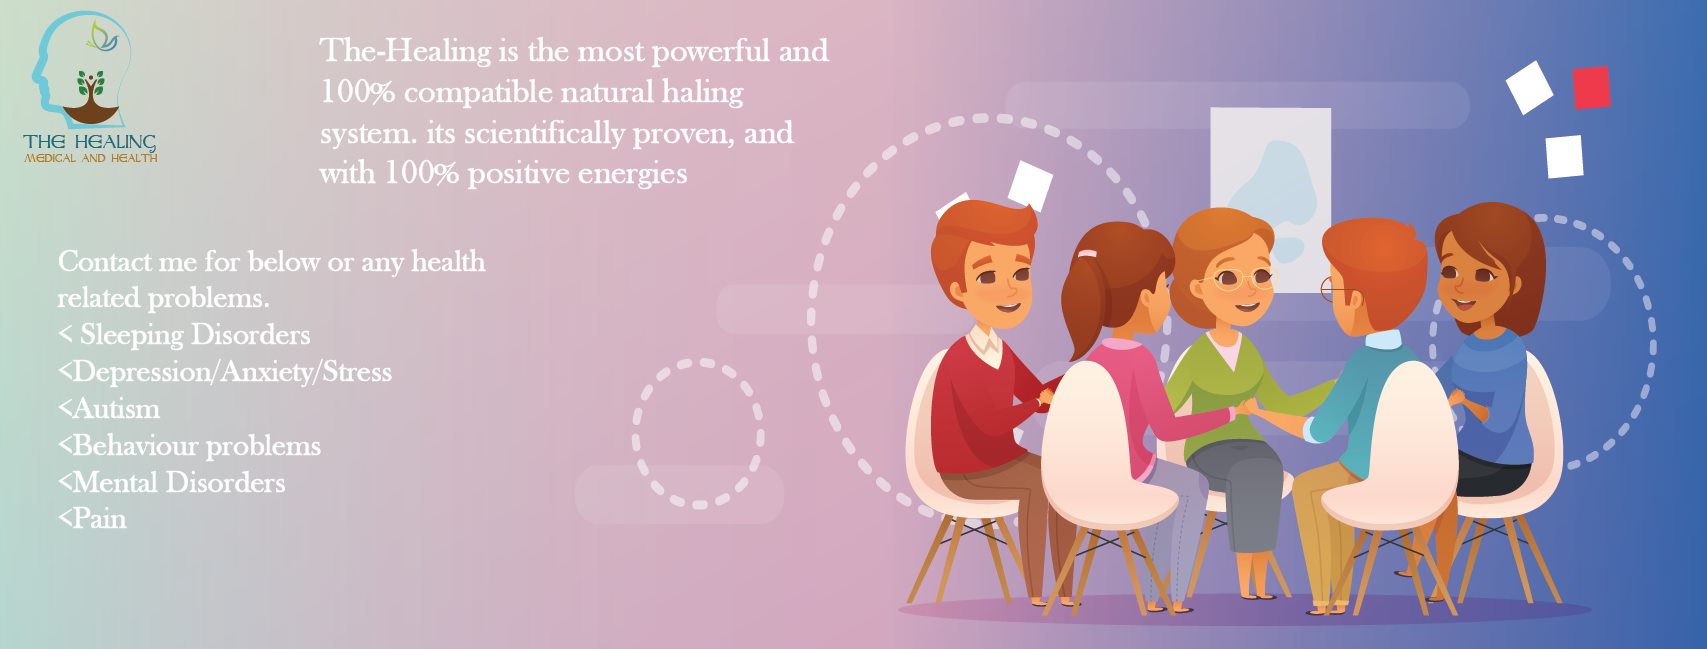 THE HEALING
MEDICAL AND HEALTH
The-Healing is the most powerful and
100% compatible natural haling
system. its scientifically proven, and
with 100% positive energies
Contact me for below or any health
related problems.
< Sleeping Disorders
<Depression/Anxiety/Stress
<Autism
<Behaviour problems
<Mental Disorders
<Pain